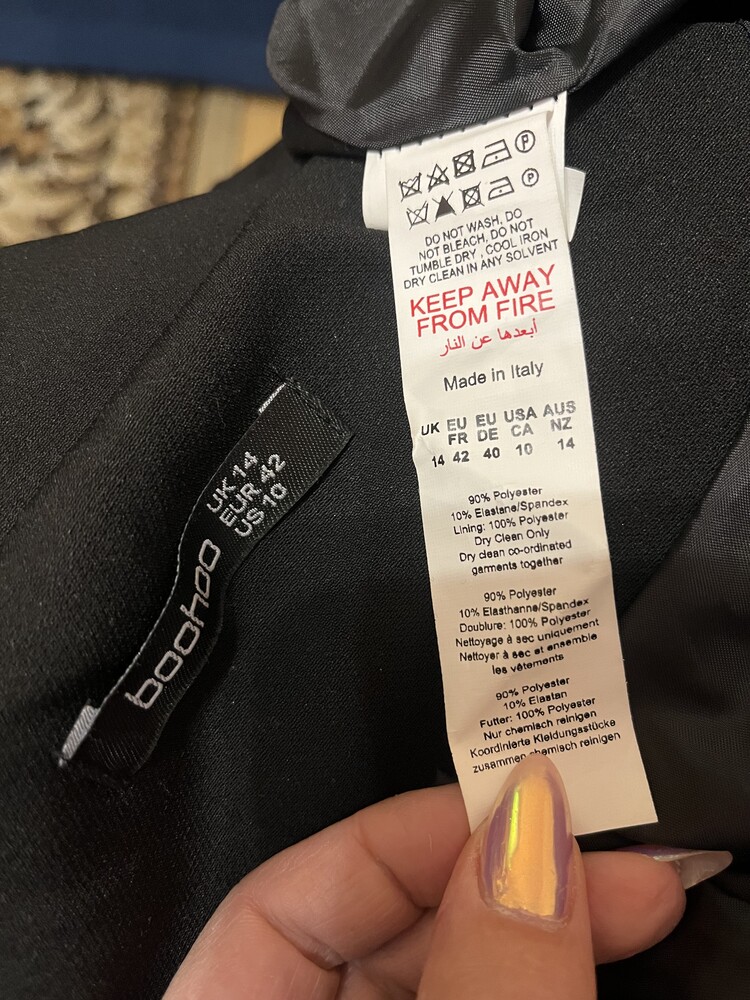 P
P
DO NOT WASH, DO
NOT BLEACH, DO NOT
TUMBLE DRY , COOL IRON
DRY CLEAN IN ANY SOLVENT
KEEP AWAY
FROM FIRE
أبعدها عن النار
Made in Italy
UK EU EU USA AUS
FR DE CA NZ
14 42 40 10 14
90% Polyester
10% Elastane/Spandex
Lining: 100% Polyester
Dry Clean Only
Dry clean co-ordinated
garments together
90% Polyester
10% Elasthanne/Spandex
Doublure: 100% Polyester
Nettoyage à sec uniquement
Nettoyer à sec et ensemble
les vêtements
90% Polyester
10% Elastan
Futter: 100% Polyester
Nur chemisch reinigen
Koordinierte Kleidungsstücke
zusammen chemisch reinigen
boohoo
UK 14
EUR 42
US 10